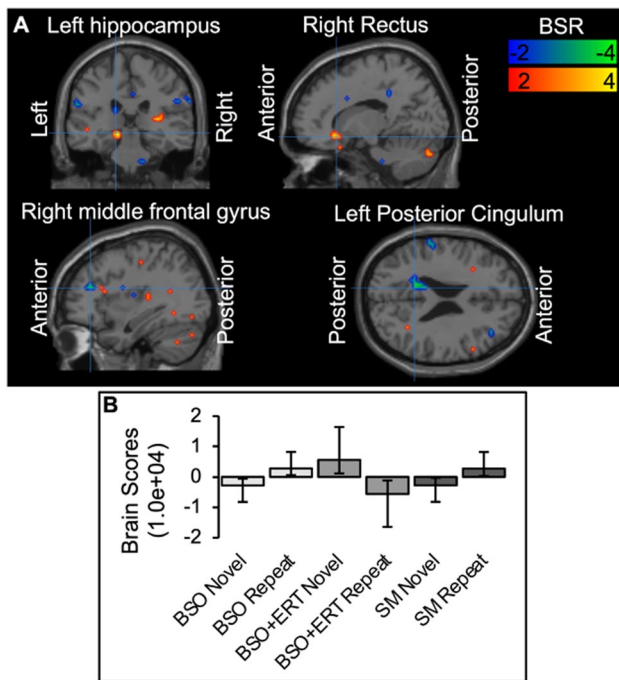 A
Left hippocampus
Right Rectus
BSR
-2 -4
2 4
Left
Right
Anterior
Posterior
Right middle frontal gyrus
Left Posterior Cingulum
Anterior
Posterior
Posterior
Anterior
B
Brain Scores
(1.0e+04)
2
1
0
-1
-2
BSO Novel
BSO Repeat
BSO+ERT Novel
BSO+ERT Repeat
SM Novel
SM Repeat